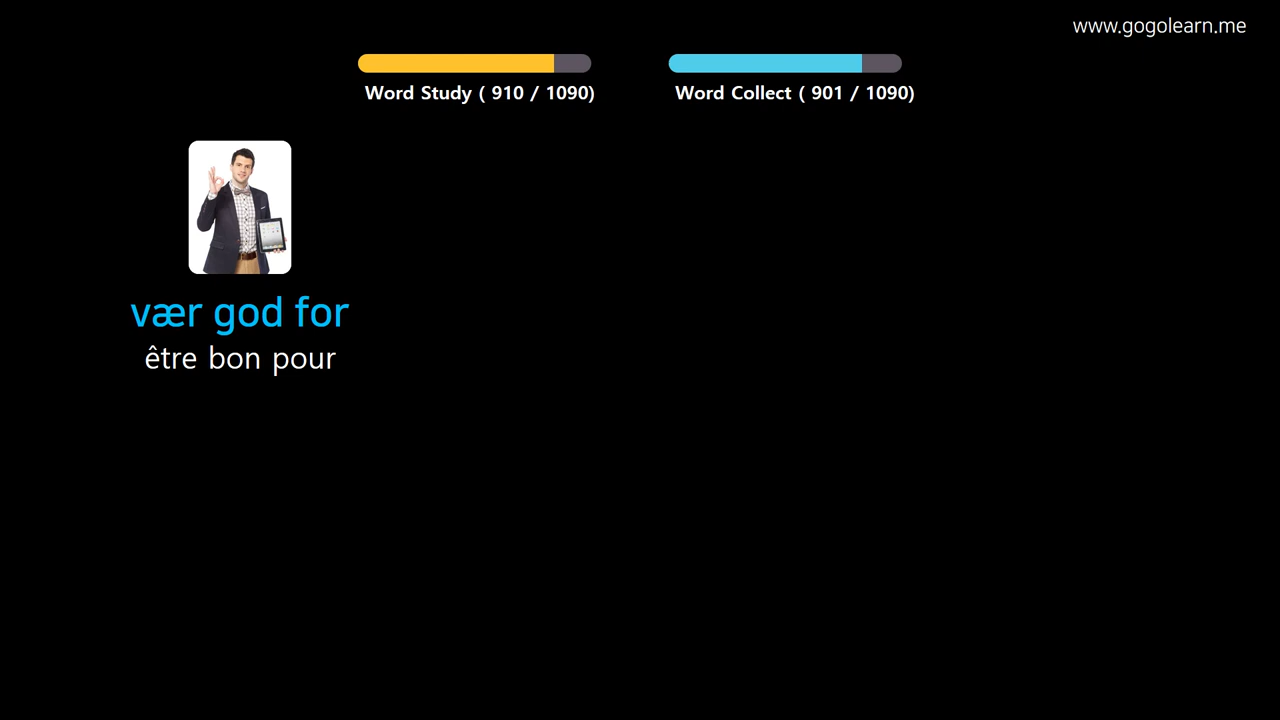 www.gogolearn.me
Word Study ( 910 / 1090)
Word Collect ( 901 / 1090)
vær god for
être bon pour